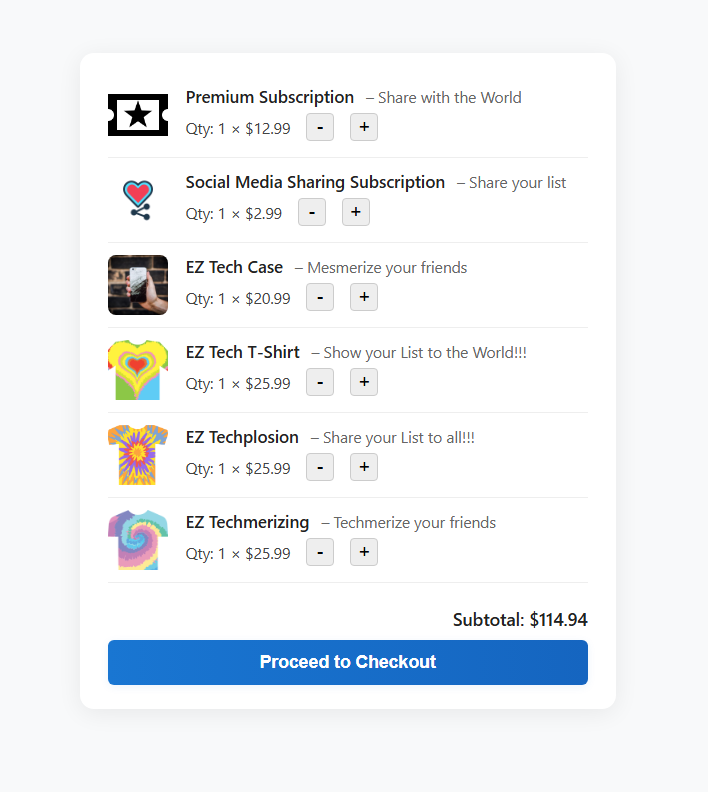 Premium Subscription – Share with the World
Qty: 1 × $12.99 - +
Social Media Sharing Subscription – Share your list
Qty: 1 × $2.99 - +
EZ Tech Case – Mesmerize your friends
Qty: 1 × $20.99 - +
EZ Tech T-Shirt – Show your List to the World!!!
Qty: 1 × $25.99 - +
EZ Techplosion – Share your List to all!!!
Qty: 1 × $25.99 - +
EZ Techmerizing – Techmerize your friends
Qty: 1 × $25.99 - +
Subtotal: $114.94
Proceed to Checkout